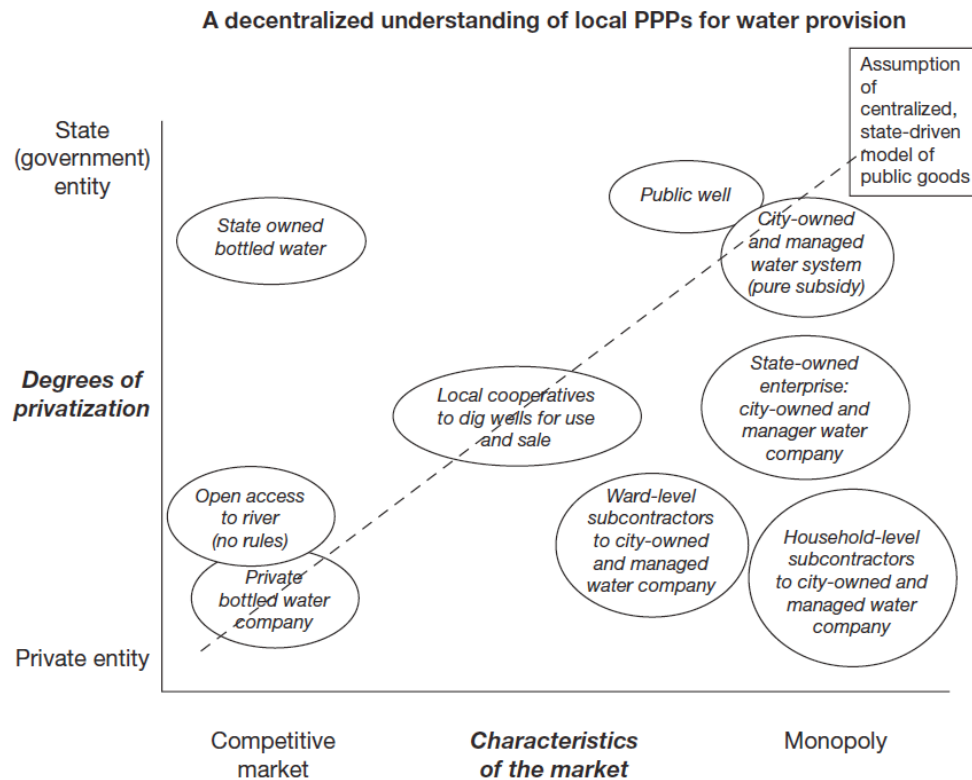 A decentralized understanding of local PPPs for water provision
Assumption
of
centralized,
state-driven
model of
public goods
State
(government)
entity
Public well
State owned
bottled water
City-owned
and managed
water system
(pure subsidy)
Degrees of
privatization
Local cooperatives
to dig wells for use
and sale
State-owned
enterprise:
city-owned and
manager water
company
Open access
to river
(no rules)
Ward-level
subcontractors
to city-owned
and managed
water company
Household-level
subcontractors
to city-owned and
managed water
company
Private
bottled water
company
Private entity
Competitive
market
Characteristics
of the market
Monopoly